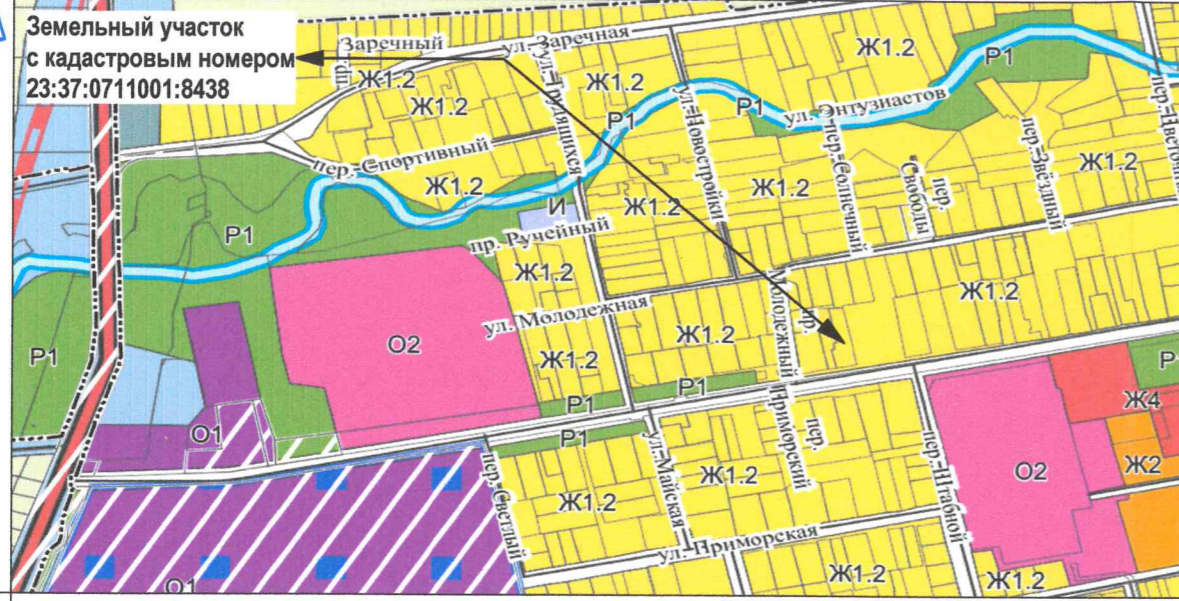 Земельный участок
с кадастровым номером
23:37:0711001:8438
пр. Заречный
ул. Заречная
Ж1.2
Ж1.2
Ж1.2
Ж1.2
Р1
ул. Трудящихся
ул. Новостройки
Р1
Р1
ул. Энтузиастов
пер. Цветочный
пер. Спортивный
Ж1.2
Ж1.2
Ж1.2
Ж1.2
пер. Солнечный
пер. Свободы
пер. Звёздный
И
пр. Ручейный
Р1
Ж1.2
Ж1.2
ул. Молодежная
пр. Молодежный
О2
Ж1.2
Ж1.2
Р1
Р1
Р1
Р1
Р
Ж4
О1
пер. Приморский
пер. Светлый
ул. Майская
пер. Штабной
Ж1.2
Ж1.2
О2
Ж2
ул. Приморская
О1
Ж1.2
Ж1.2